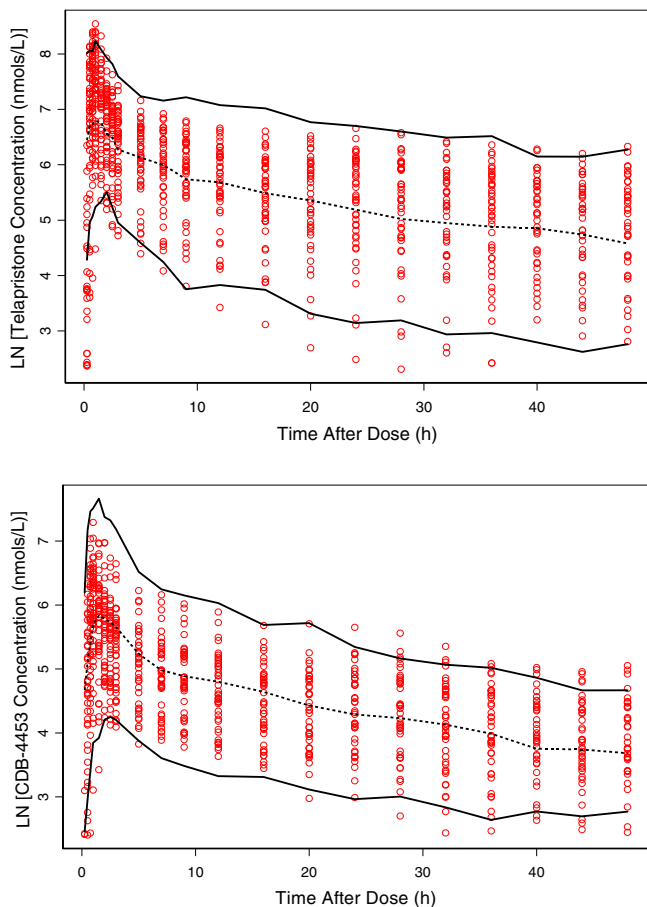 LN [Telapristone Concentration (nmols/L)]
8
7
6
5
4
3
0 10 20 30 40
Time After Dose (h)
LN [CDB-4453 Concentration (nmols/L)]
7
6
5
4
3
0 10 20 30 40
Time After Dose (h)